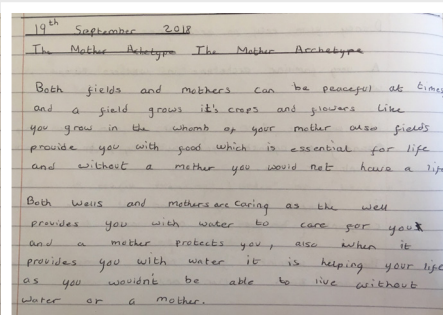 19th September 2018
The Mother Achetype The Mother Archetype
Both fields and mothers can be peaceful at times
and a field grows it's crops and flowers like
you grow in the whomb of your mother also fields
provide you with food which is essential for life
and without a mother you would not have a life
Both wells and mothers are caring as the well
provides you with water to care for you
and a mother protects you, also when it
provides you with water it is helping your life
as you wouldn't be able to live without
water or a mother.